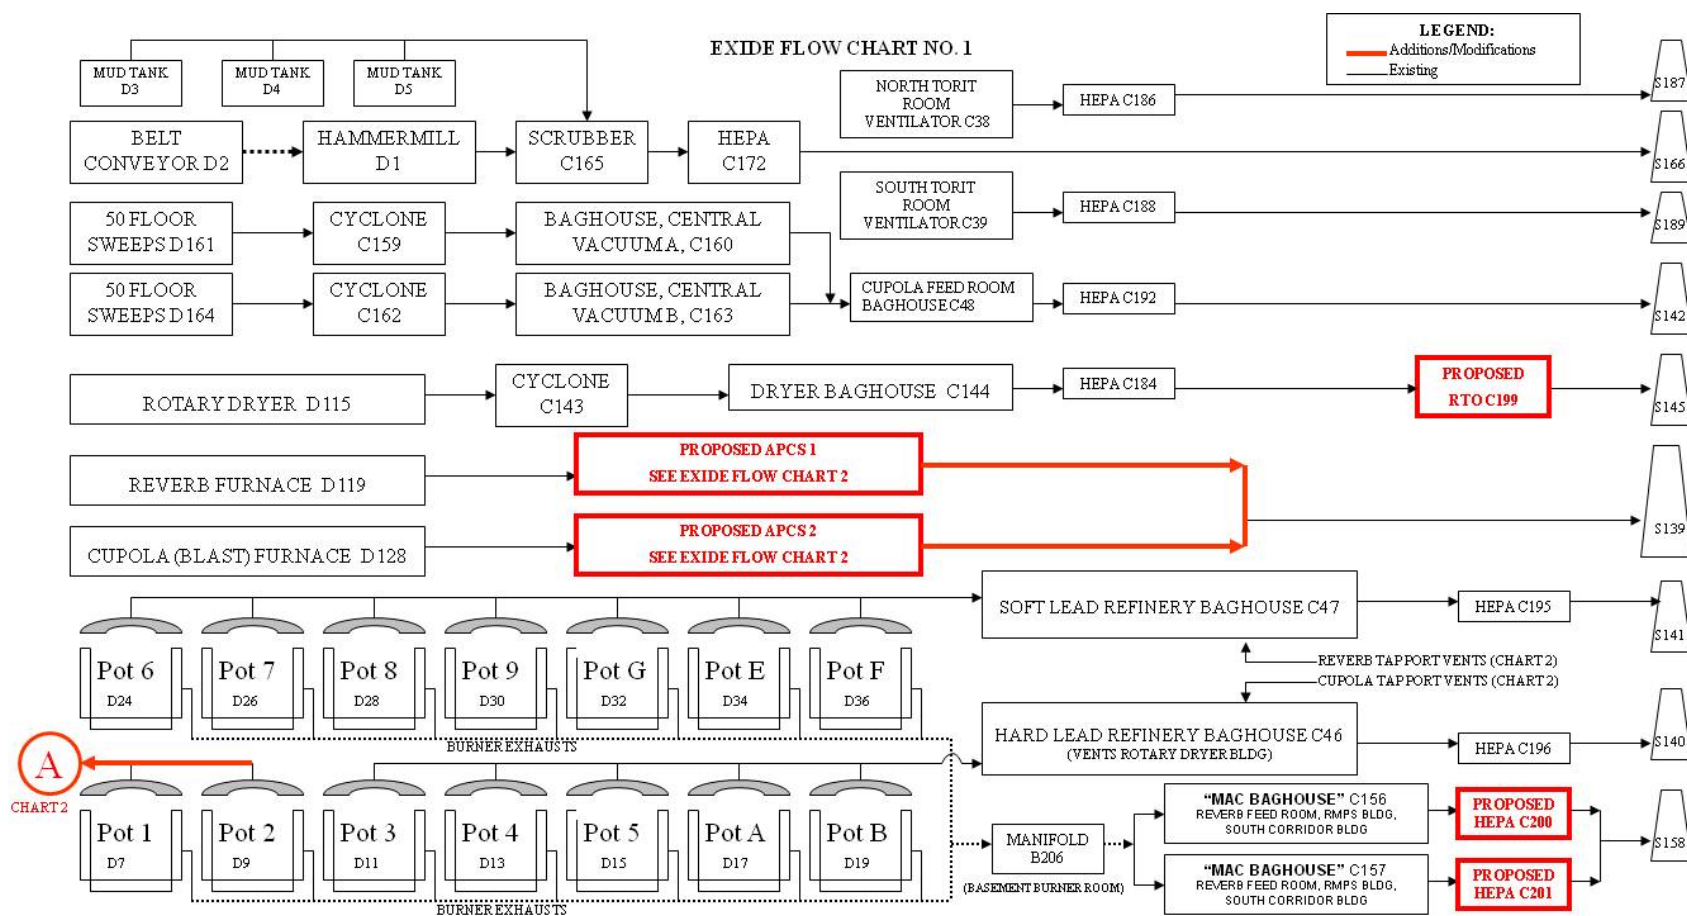 EXIDE FLOW CHART NO. 1
LEGEND:
Additions/Modifications
Existing
MUD TANK
D3
MUD TANK
D4
MUD TANK
D5
NORTH TORIT
ROOM
VENTILATOR C38
HEPA C186
S187
BELT
CONVEYOR D2
HAMMERMILL
D1
SCRUBBER
C165
HEPA
C172
S166
SOUTH TORIT
ROOM
VENTILATOR C39
HEPA C188
S189
50 FLOOR
SWEEPS D161
CYCLONE
C159
BAGHOUSE, CENTRAL
VACUUM A, C160
50 FLOOR
SWEEPS D164
CYCLONE
C162
BAGHOUSE, CENTRAL
VACUUM B, C163
CUPOLA FEED ROOM
BAGHOUSE C48
HEPA C192
S142
ROTARY DRYER D115
CYCLONE
C143
DRYER BAGHOUSE C144
HEPA C184
PROPOSED
RTO C199
S145
REVERB FURNACE D119
PROPOSED APCS 1
SEE EXIDE FLOW CHART 2
CUPOLA (BLAST) FURNACE D128
PROPOSED APCS 2
SEE EXIDE FLOW CHART 2
S139
SOFT LEAD REFINERY BAGHOUSE C47
HEPA C195
S141
Pot 6
D24
Pot 7
D26
Pot 8
D28
Pot 9
D30
Pot G
D32
Pot E
D34
Pot F
D36
REVERB TAP PORT VENTS (CHART 2)
CUPOLA TAP PORT VENTS (CHART 2)
BURNER EXHAUSTS
HARD LEAD REFINERY BAGHOUSE C46
(VENTS ROTARY DRYER BLDG)
HEPA C196
S140
A
CHART 2
Pot 1
D7
Pot 2
D9
Pot 3
D11
Pot 4
D13
Pot 5
D15
Pot A
D17
Pot B
D19
BURNER EXHAUSTS
MANIFOLD
B206
(BASEMENT BURNER ROOM)
"MAC BAGHOUSE" C156
REVERB FEED ROOM, RMPS BLDG,
SOUTH CORRIDOR BLDG
PROPOSED
HEPA C200
"MAC BAGHOUSE" C157
REVERB FEED ROOM, RMPS BLDG,
SOUTH CORRIDOR BLDG
PROPOSED
HEPA C201
S158